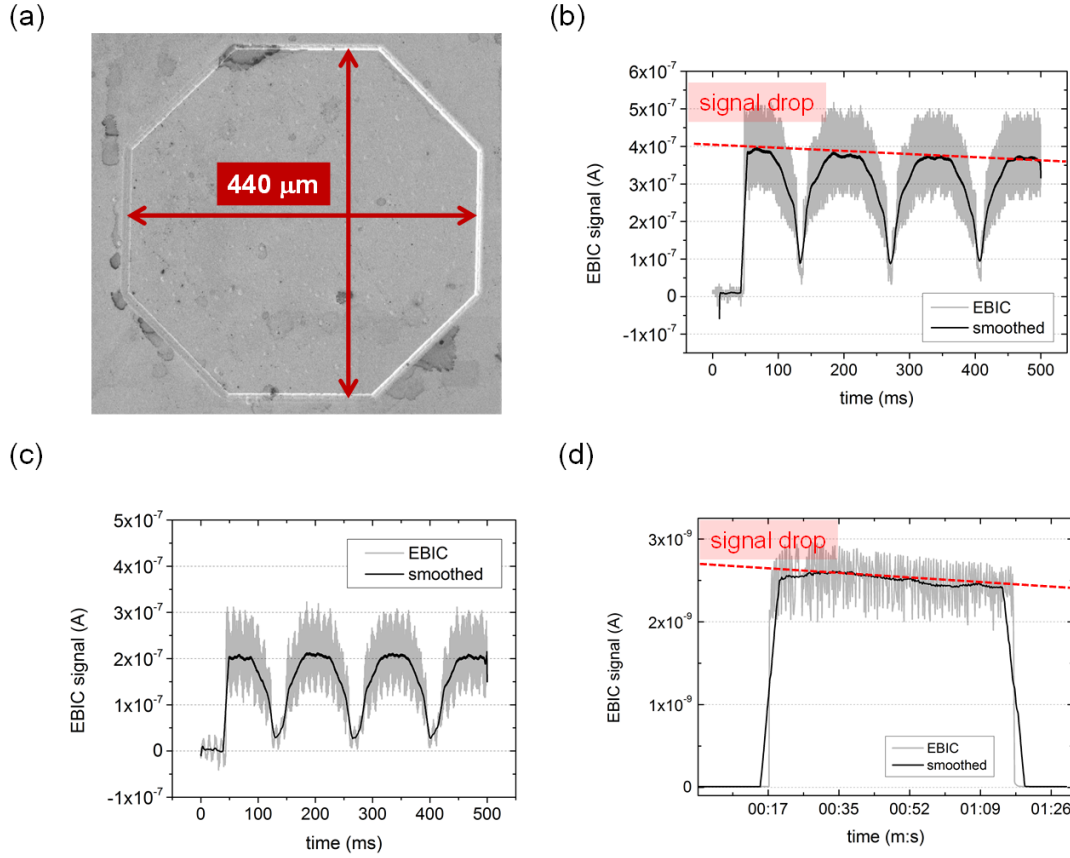 (a)
440 μm
(b)
signal drop
6x10⁻⁷
5x10⁻⁷
4x10⁻⁷
3x10⁻⁷
2x10⁻⁷
1x10⁻⁷
0
-1x10⁻⁷
EBIC signal (A)
EBIC
smoothed
0 100 200 300 400 500
time (ms)
(c)
5x10⁻⁷
4x10⁻⁷
3x10⁻⁷
2x10⁻⁷
1x10⁻⁷
0
-1x10⁻⁷
EBIC signal (A)
EBIC
smoothed
0 100 200 300 400 500
time (ms)
(d)
signal drop
3x10⁻⁹
2x10⁻⁹
1x10⁻⁹
0
EBIC signal (A)
EBIC
smoothed
00:17 00:35 00:52 01:09 01:26
time (m:s)